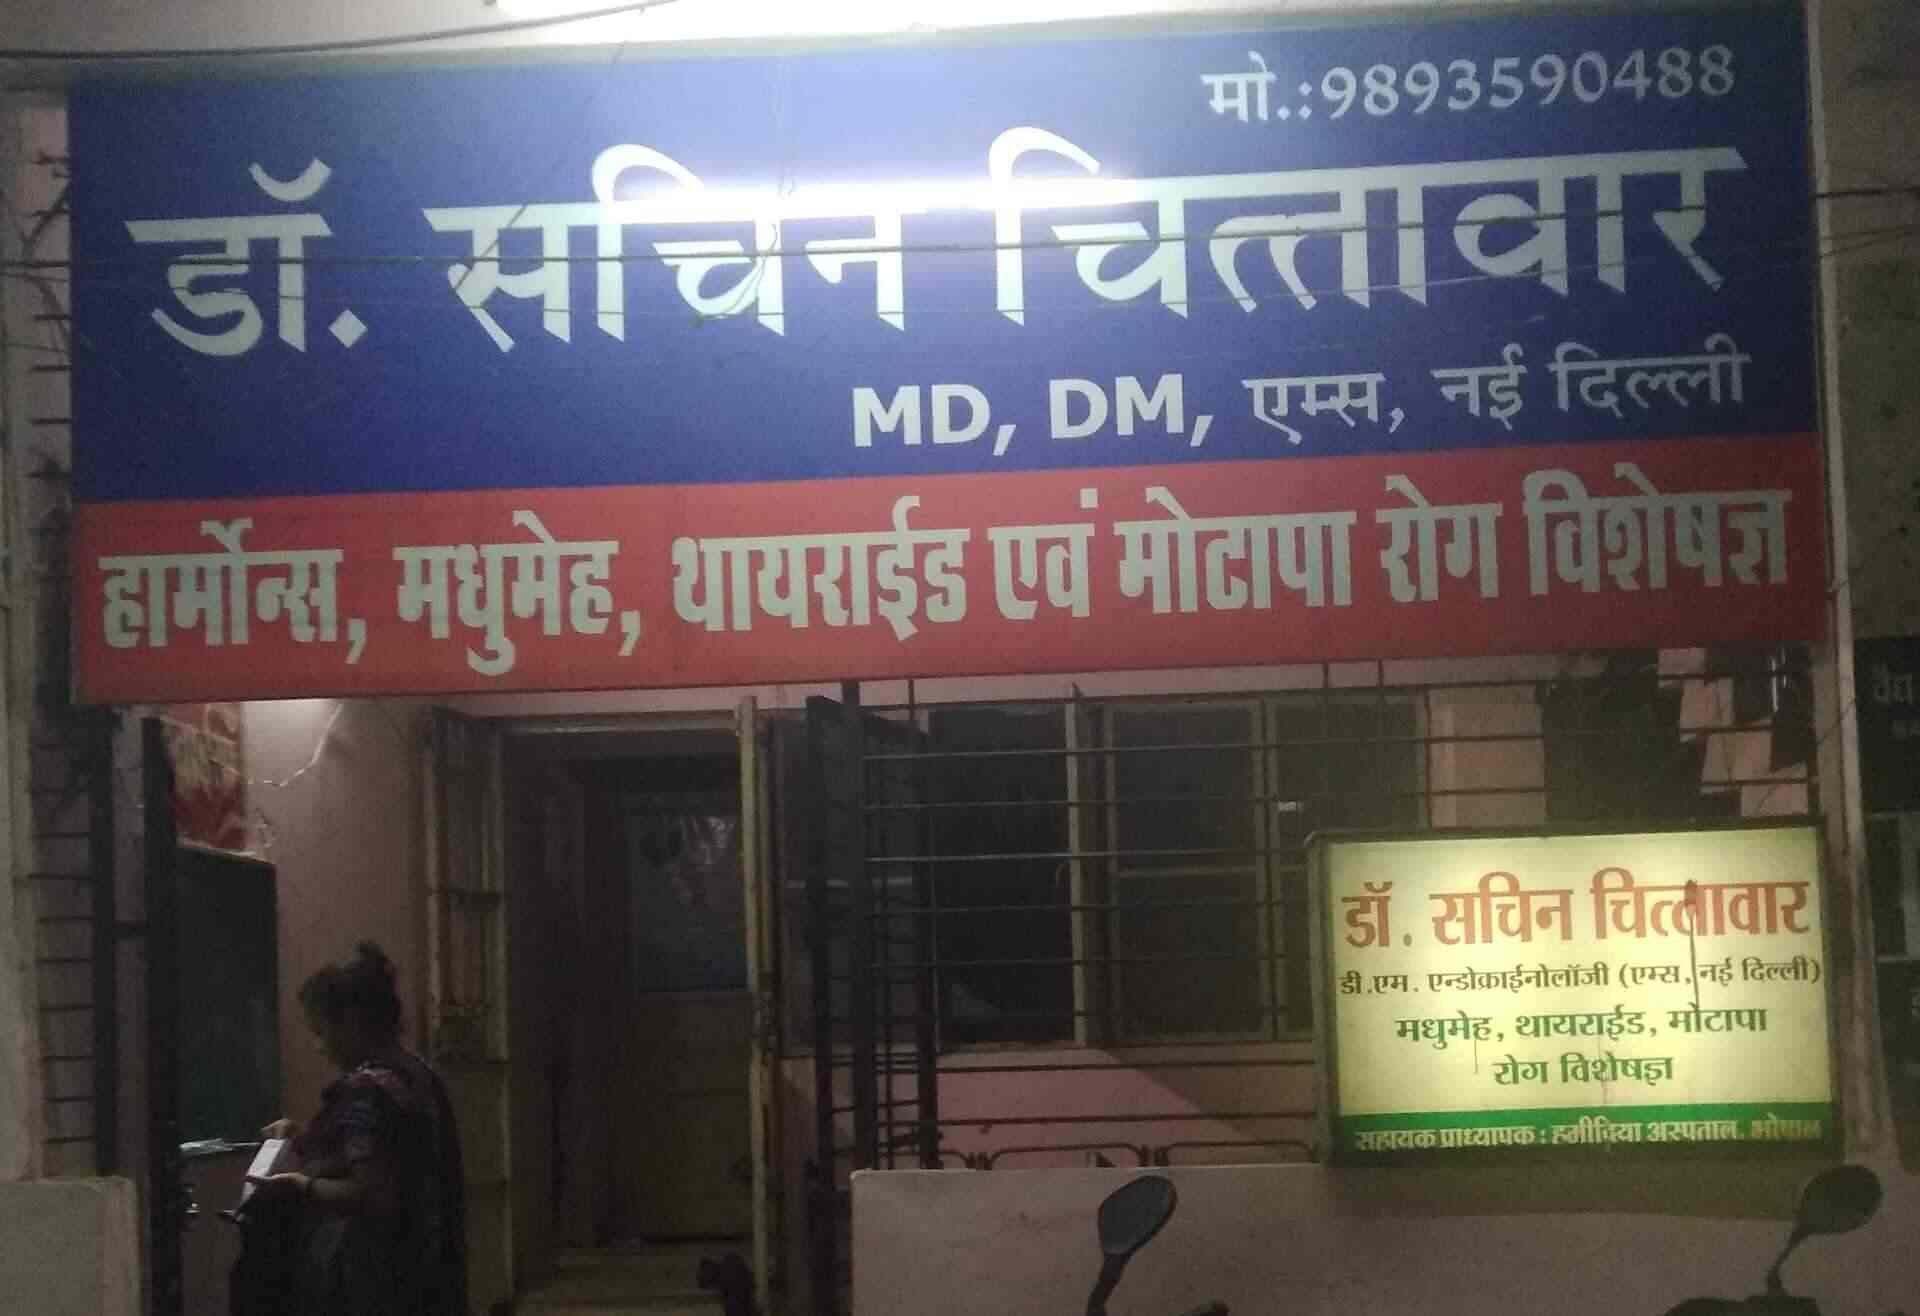 मो.:9893590488
डॉ. सचिन चित्तावार
MD, DM, एम्स, नई दिल्ली
हार्मोन्स, मधुमेह, थायराईड एवं मोटापा रोग विशेषज्ञ
डॉ. सचिन चित्तावार
डी.एम. एन्डोक्राईनोलॉजी (एम्स, नई दिल्ली)
मधुमेह, थायराईड, मोटापा
रोग विशेषज्ञ
सहायक प्राध्यापक : हमीदिया अस्पताल, भोपाल